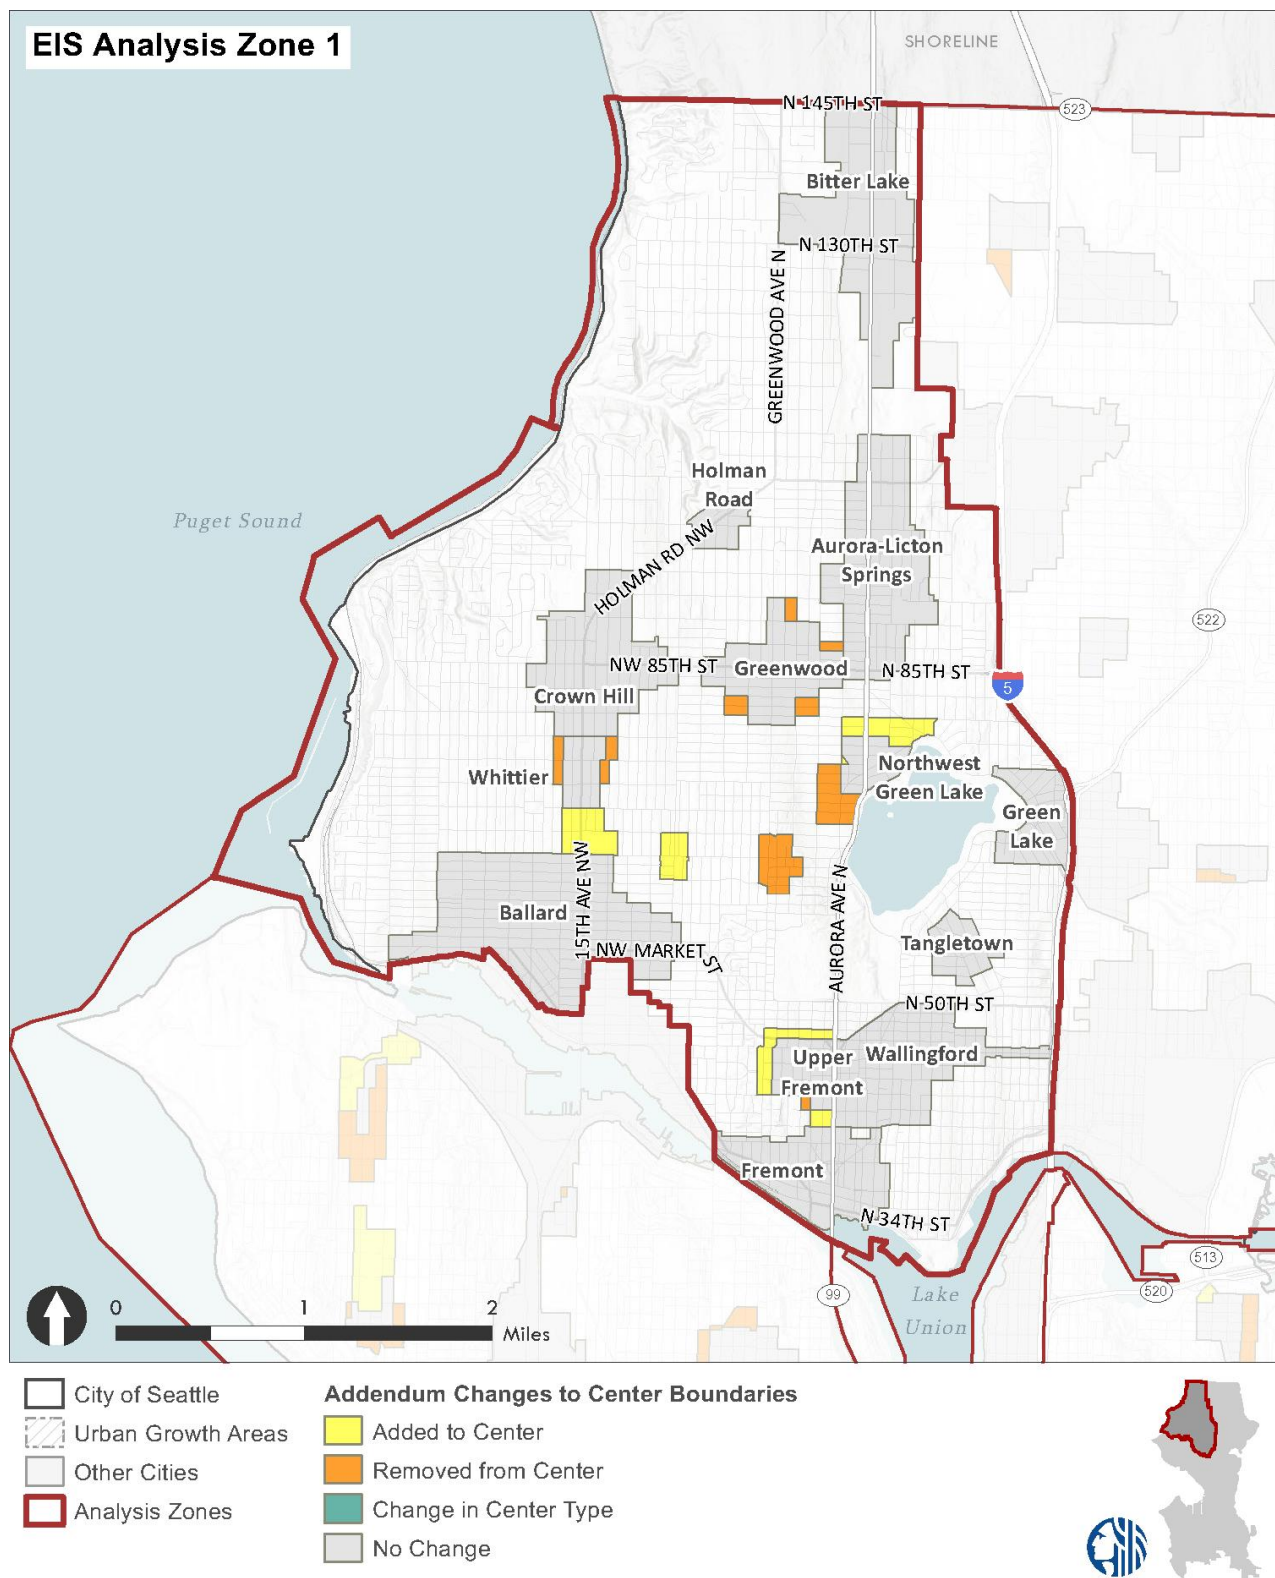 EIS Analysis Zone 1
SHORELINE
N 145TH ST
523
Bitter Lake
N 130TH ST
GREENWOOD AVE N
Holman
Road
Puget Sound
HOLMAN RD NW
Aurora-Licton
Springs
522
NW 85TH ST
Greenwood
N 85TH ST
5
Crown Hill
Whittier
Northwest
Green Lake
Green
Lake
15TH AVE NW
Ballard
AURORA AVE N
Tangletown
NW MARKET ST
N 50TH ST
Upper
Fremont
Wallingford
Fremont
N 34TH ST
513
520
99
Lake
Union
0 1 2
Miles
City of Seattle
Urban Growth Areas
Other Cities
Analysis Zones
Addendum Changes to Center Boundaries
Added to Center
Removed from Center
Change in Center Type
No Change